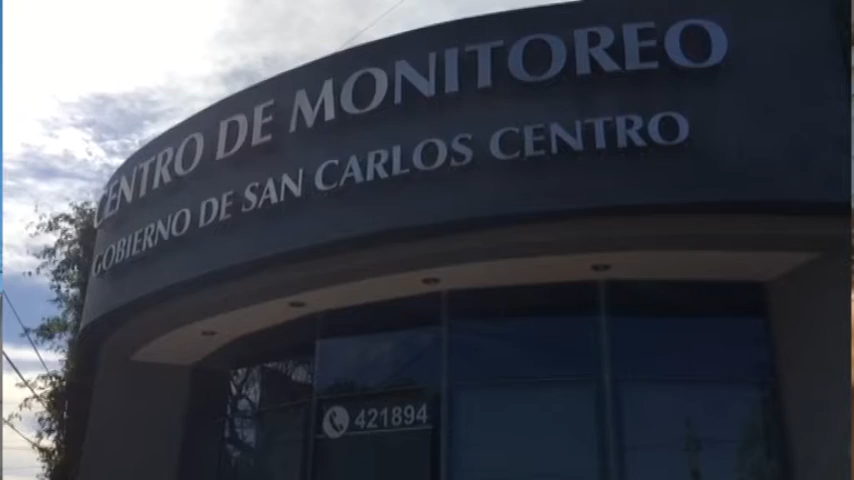 CENTRO DE MONITOREO
GOBIERNO DE SAN CARLOS CENTRO
421894